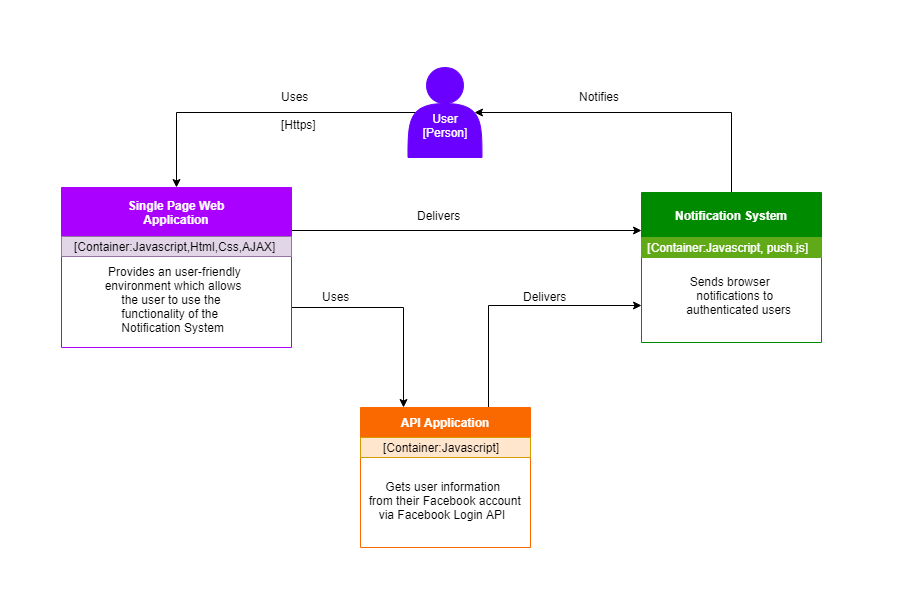 Uses
[Https]
Notifies
User
[Person]
Single Page Web
Application
[Container:Javascript,Html,Css,AJAX]
Provides an user-friendly
environment which allows
the user to use the
functionality of the
Notification System
Delivers
Notification System
[Container:Javascript, push.js]
Sends browser
notifications to
authenticated users
Uses
Delivers
API Application
[Container:Javascript]
Gets user information
from their Facebook account
via Facebook Login API